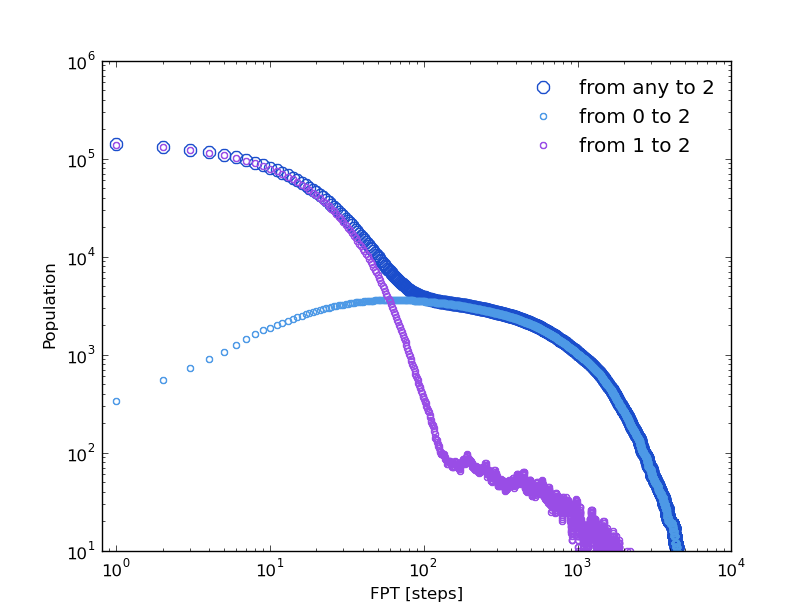 10^6
10^5
10^4
10^3
10^2
10^1
Population
from any to 2
from 0 to 2
from 1 to 2
10^0 10^1 10^2 10^3 10^4
FPT [steps]